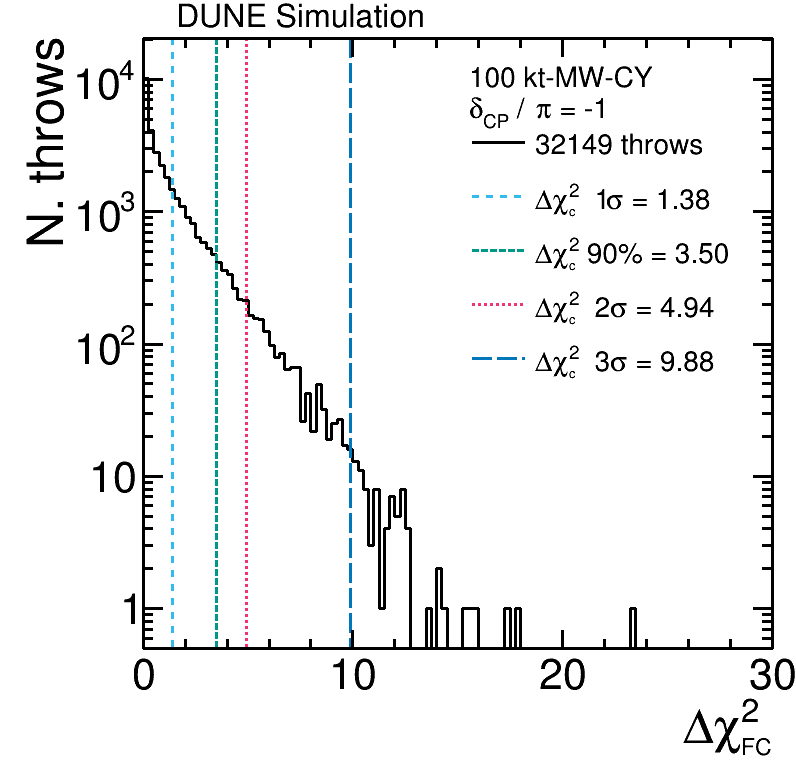 DUNE Simulation
N. throws
10⁴
10³
10²
10
1
100 kt-MW-CY
δCP / π = -1
32149 throws
Δχ²c 1σ = 1.38
Δχ²c 90% = 3.50
Δχ²c 2σ = 4.94
Δχ²c 3σ = 9.88
0 10 20 30
Δχ²FC